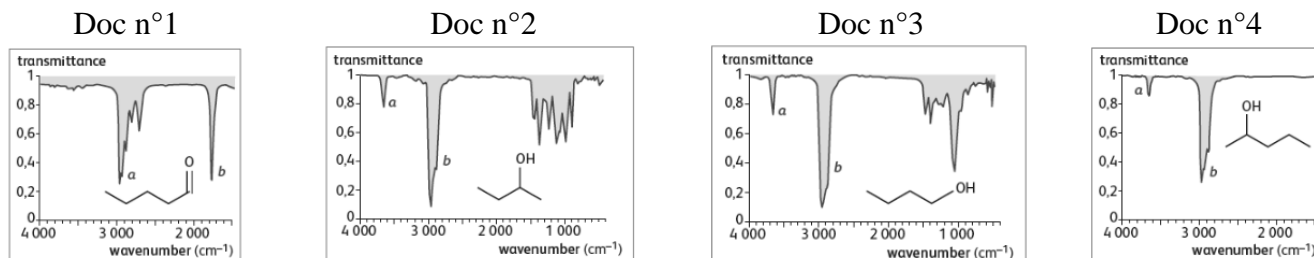 Doc n°1
transmittance
1
0,8
0,6
0,4
0,2
0
a
b
O
4 000
3 000
2 000
wavenumber (cm⁻¹)
Doc n°2
transmittance
1
0,8
0,6
0,4
0,2
0
a
b
OH
4 000
3 000
2 000
1 000
wavenumber (cm⁻¹)
Doc n°3
transmittance
1
0,8
0,6
0,4
0,2
0
a
b
OH
4 000
3 000
2 000
1 000
wavenumber (cm⁻¹)
Doc n°4
transmittance
1
0,8
0,6
0,4
0,2
0
a
b
OH
4 000
3 000
2 000
wavenumber (cm⁻¹)